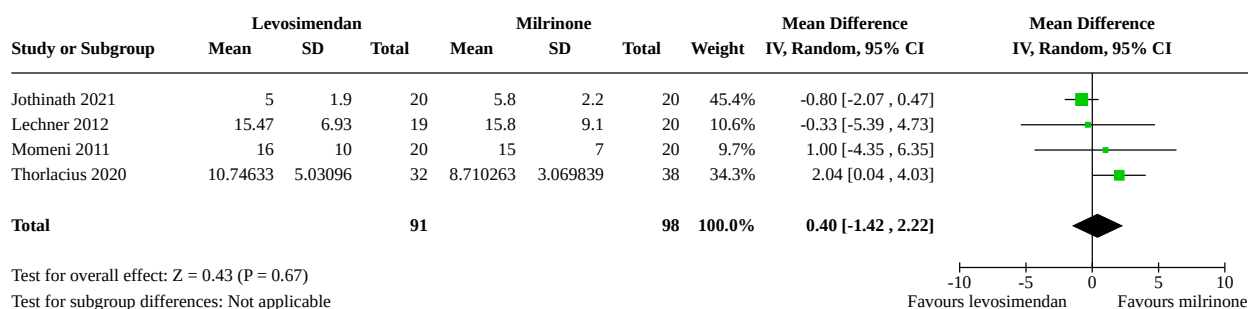 Levosimendan Milrinone Mean Difference Mean Difference
Study or Subgroup Mean SD Total Mean SD Total Weight IV, Random, 95% CI IV, Random, 95% CI
Jothinath 2021 5 1.9 20 5.8 2.2 20 45.4% -0.80 [-2.07 , 0.47]
Lechner 2012 15.47 6.93 19 15.8 9.1 20 10.6% -0.33 [-5.39 , 4.73]
Momeni 2011 16 10 20 15 7 20 9.7% 1.00 [-4.35 , 6.35]
Thorlacius 2020 10.74633 5.03096 32 8.710263 3.069839 38 34.3% 2.04 [0.04 , 4.03]
Total 91 98 100.0% 0.40 [-1.42 , 2.22]
Test for overall effect: Z = 0.43 (P = 0.67)
-10 -5 0 5 10
Test for subgroup differences: Not applicable Favours levosimendan Favours milrinone